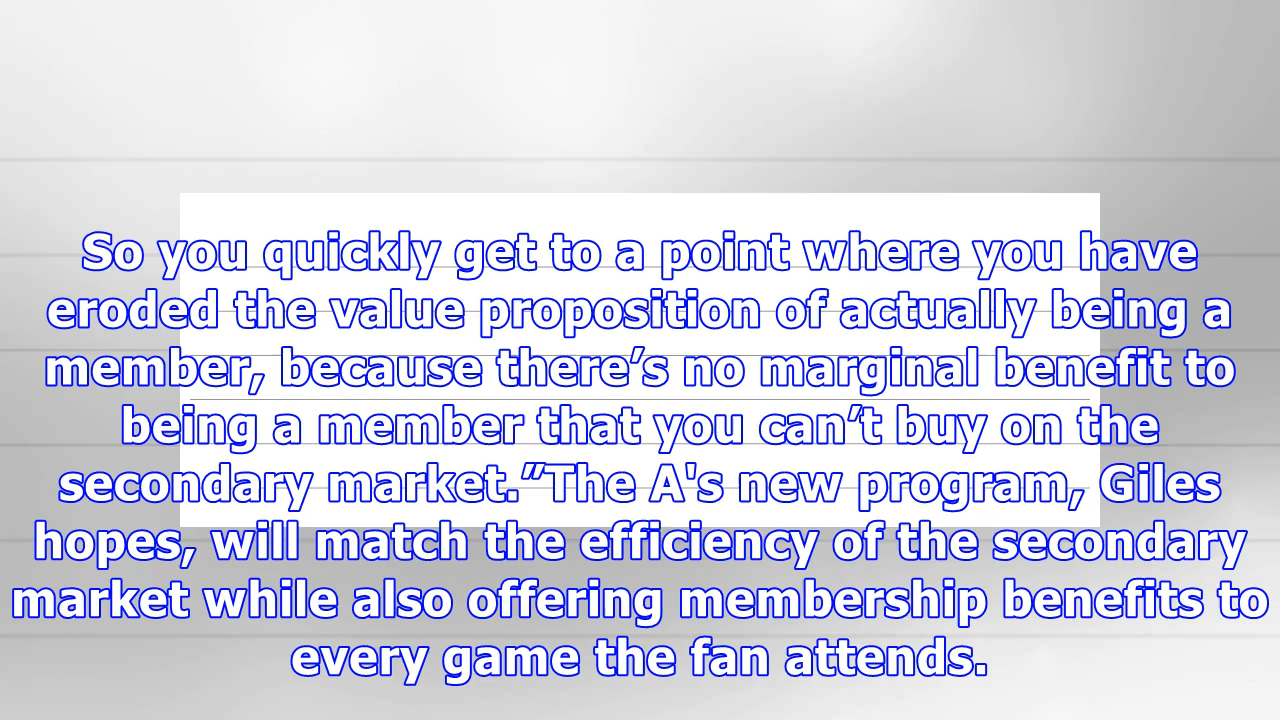 So you quickly get to a point where you have
eroded the value proposition of actually being a
member, because there’s no marginal benefit to
being a member that you can’t buy on the
secondary market.”The A's new program, Giles
hopes, will match the efficiency of the secondary
market while also offering membership benefits to
every game the fan attends.